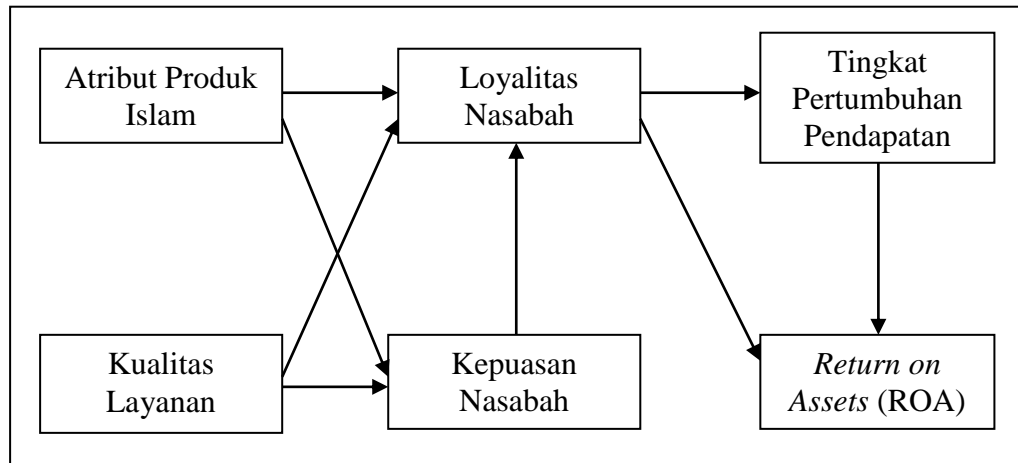 Atribut Produk
Islam
Loyalitas
Nasabah
Tingkat
Pertumbuhan
Pendapatan
Kualitas
Layanan
Kepuasan
Nasabah
Return on
Assets (ROA)